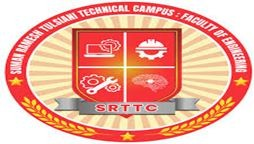 SUMAN RAMESH TULSIANI TECHNICAL CAMPUS : FACULTY OF ENGINEERING
SRTTC